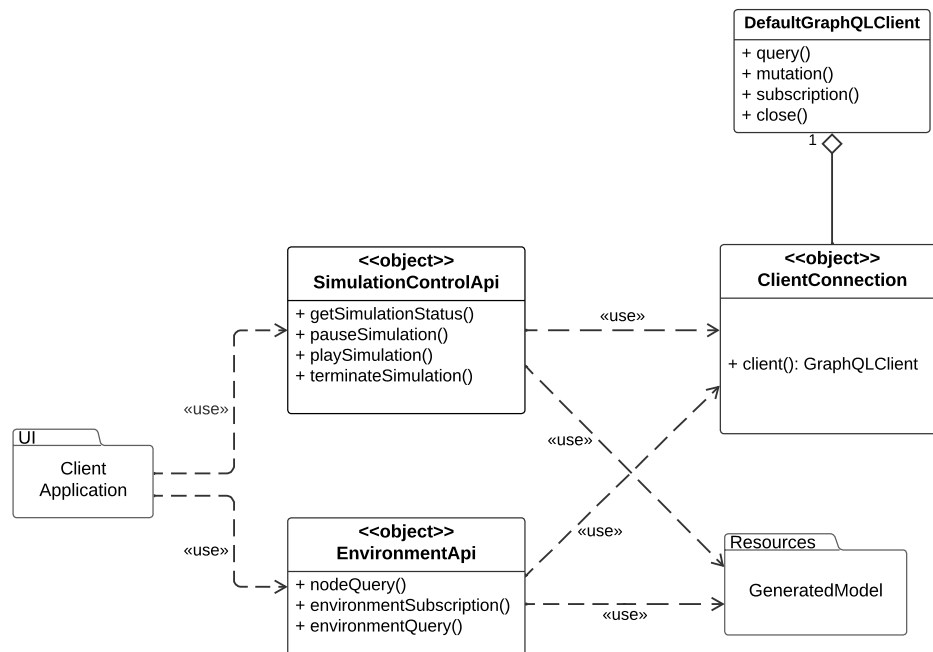 DefaultGraphQLClient
+ query()
+ mutation()
+ subscription()
+ close()
1
<<object>>
SimulationControlApi
+ getSimulationStatus()
+ pauseSimulation()
+ playSimulation()
+ terminateSimulation()
«use»
<<object>>
ClientConnection
+ client(): GraphQLClient
«use»
UI
Client
Application
«use»
«use»
<<object>>
EnvironmentApi
+ nodeQuery()
+ environmentSubscription()
+ environmentQuery()
«use»
«use»
Resources
GeneratedModel